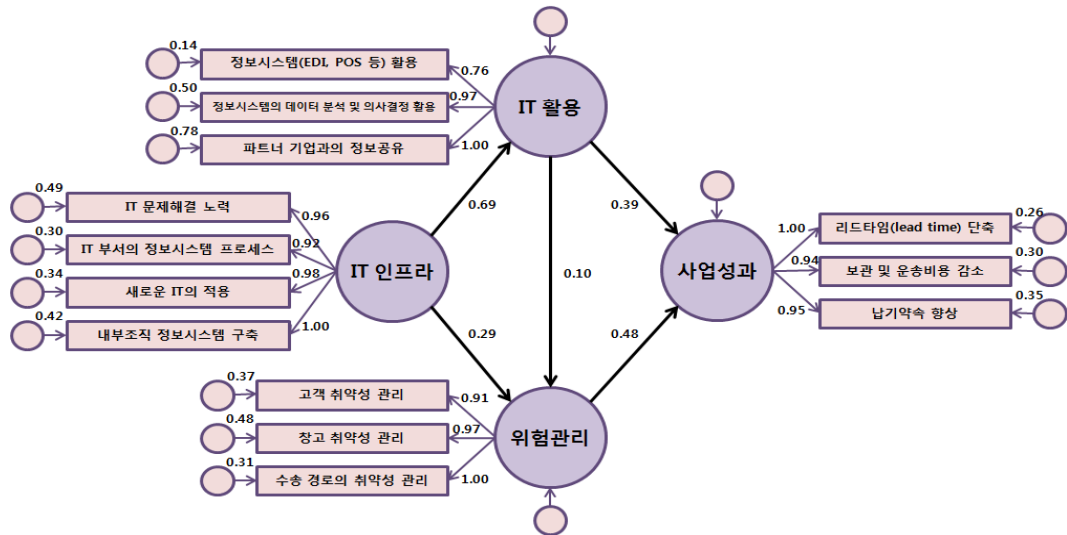 0.14
정보시스템(EDI, POS 등) 활용
0.76
0.50
정보시스템의 데이터 분석 및 의사결정 활용
0.97
0.78
파트너 기업과의 정보공유
1.00
IT 활용
0.49
IT 문제해결 노력
0.96
0.30
IT 부서의 정보시스템 프로세스
0.92
0.34
새로운 IT의 적용
0.98
0.42
내부조직 정보시스템 구축
1.00
IT 인프라
0.69
0.39
0.10
0.29
0.48
사업성과
1.00
리드타임(lead time) 단축
0.26
0.94
보관 및 운송비용 감소
0.30
0.95
납기약속 향상
0.35
0.37
고객 취약성 관리
0.91
0.48
창고 취약성 관리
0.97
0.31
수송 경로의 취약성 관리
1.00
위험관리